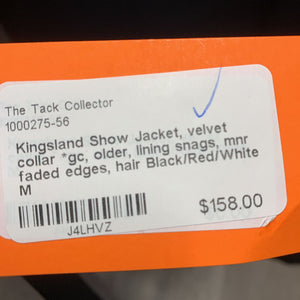 The Tack Collector
1000275-56
Kingsland Show Jacket, velvet
collar *gc, older, lining snags, mnr
faded edges, hair Black/Red/White
M
$158.00
J4LHVZ